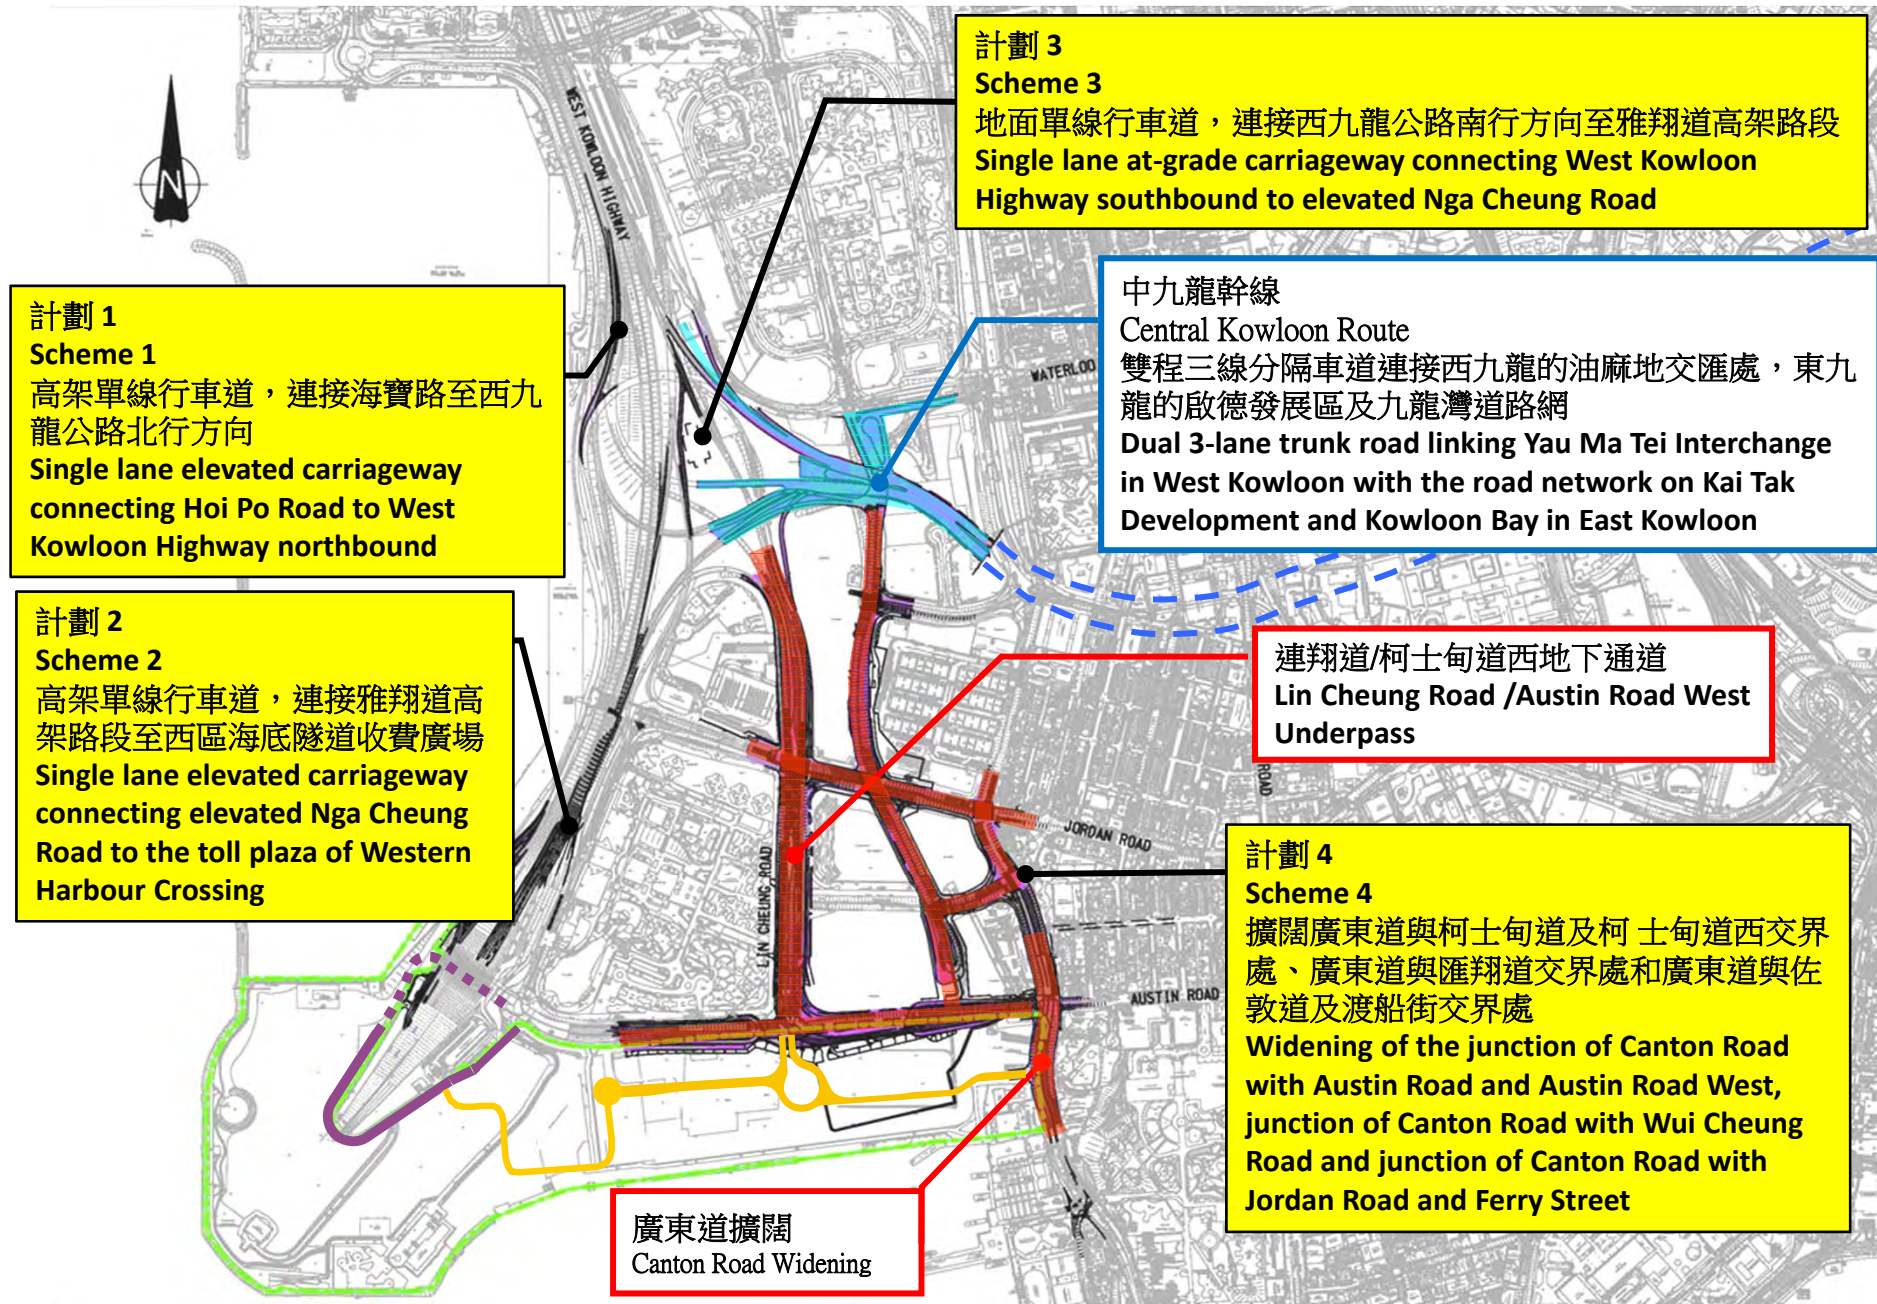 計劃 3
Scheme 3
地面單線行車道，連接西九龍公路南行方向至雅翔道高架路段
Single lane at-grade carriageway connecting West Kowloon
Highway southbound to elevated Nga Cheung Road
N
WEST KOWLOON HIGHWAY
計劃 1
Scheme 1
高架單線行車道，連接海寶路至西九
龍公路北行方向
Single lane elevated carriageway
connecting Hoi Po Road to West
Kowloon Highway northbound
中九龍幹線
Central Kowloon Route
雙程三線分隔車道連接西九龍的油麻地交匯處，東九
龍的啟德發展區及九龍灣道路網
Dual 3-lane trunk road linking Yau Ma Tei Interchange
in West Kowloon with the road network on Kai Tak
Development and Kowloon Bay in East Kowloon
WATERLOO
計劃 2
Scheme 2
高架單線行車道，連接雅翔道高
架路段至西區海底隧道收費廣場
Single lane elevated carriageway
connecting elevated Nga Cheung
Road to the toll plaza of Western
Harbour Crossing
連翔道/柯士甸道西地下通道
Lin Cheung Road /Austin Road West
Underpass
ROAD
JORDAN ROAD
LIN CHEUNG ROAD
計劃 4
Scheme 4
擴闊廣東道與柯士甸道及柯 士甸道西交界
處、廣東道與匯翔道交界處和廣東道與佐
敦道及渡船街交界處
Widening of the junction of Canton Road
with Austin Road and Austin Road West,
junction of Canton Road with Wui Cheung
Road and junction of Canton Road with
Jordan Road and Ferry Street
AUSTIN ROAD
廣東道擴闊
Canton Road Widening